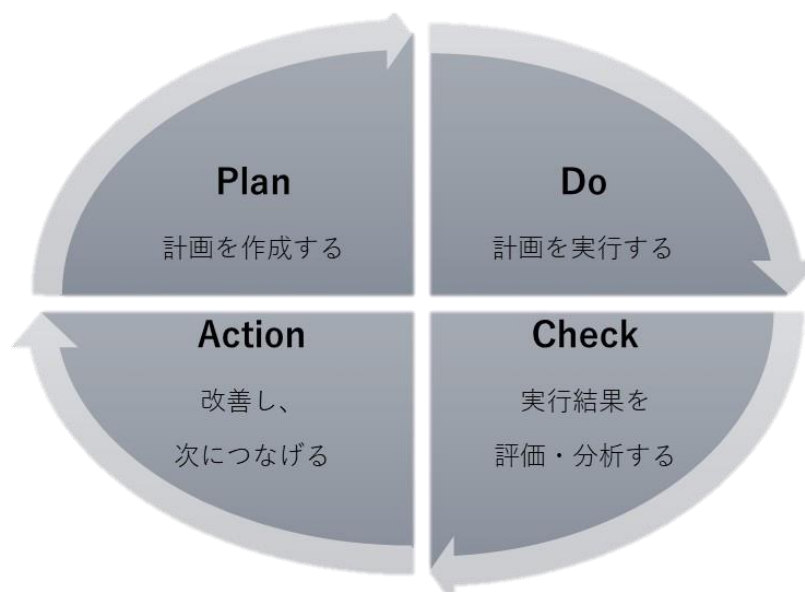 Plan
計画を作成する
Do
計画を実行する
Action
改善し、
次につなげる
Check
実行結果を
評価・分析する